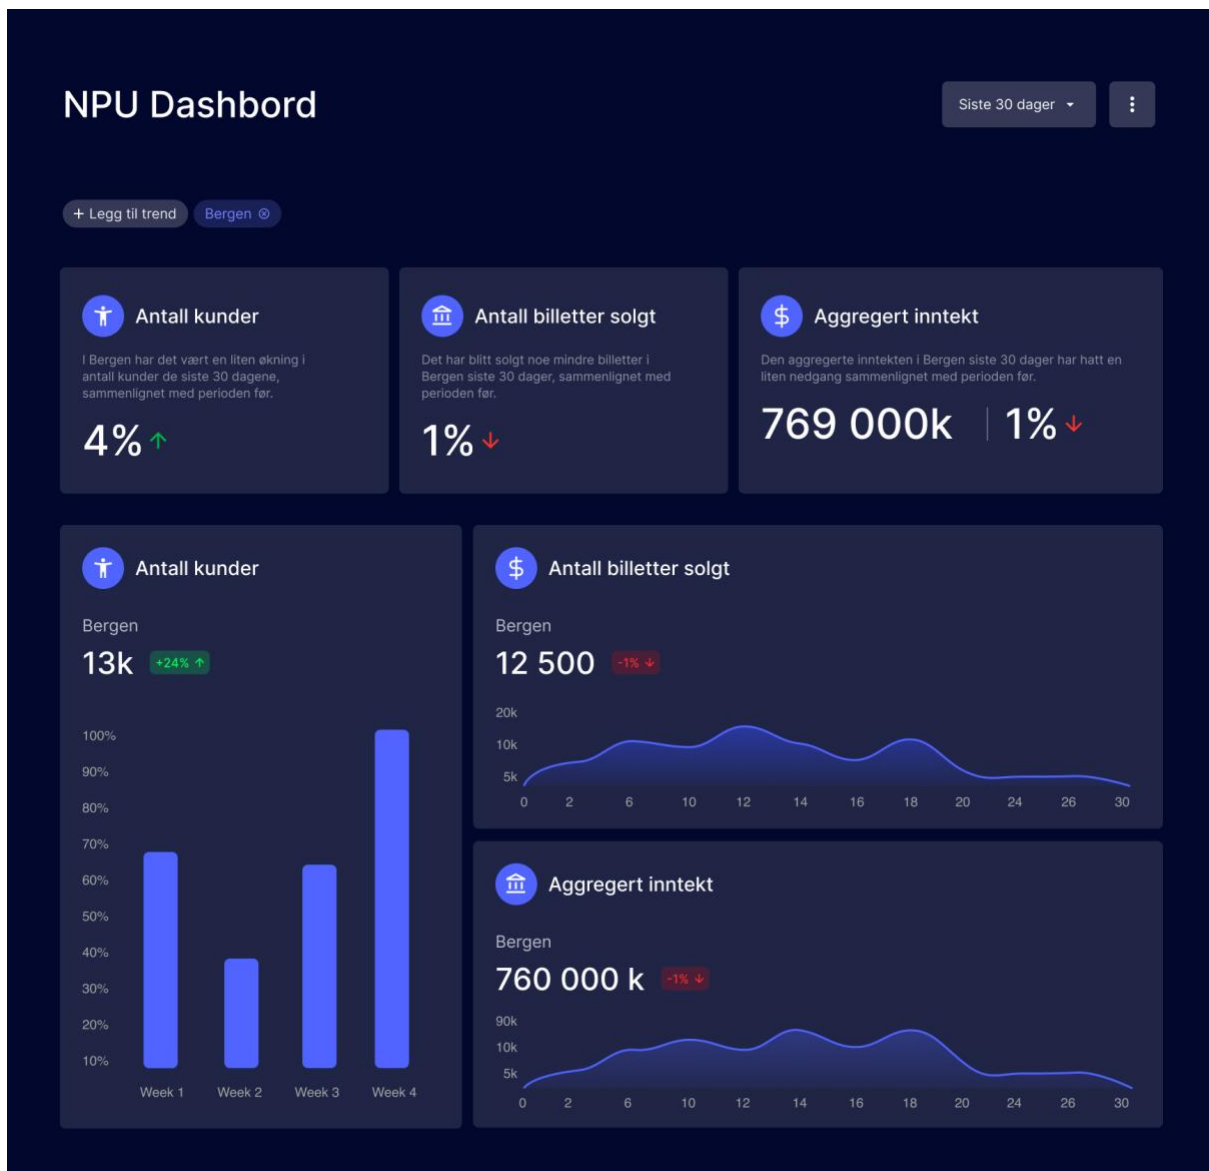 NPU Dashbord
Siste 30 dager
+ Legg til trend
Bergen
Antall kunder
I Bergen har det vært en liten økning i
antall kunder de siste 30 dagene,
sammenlignet med perioden før.
4%
Antall billetter solgt
Det har blitt solgt noe mindre billetter i
Bergen siste 30 dager, sammenlignet med
perioden før.
1%
Aggregert inntekt
Den aggregerte inntekten i Bergen siste 30 dager har hatt en
liten nedgang sammenlignet med perioden før.
769 000k
1%
Antall kunder
Bergen
13k +24%
100%
90%
80%
70%
60%
50%
40%
30%
20%
10%
Week 1 Week 2 Week 3 Week 4
Antall billetter solgt
Bergen
12 500 -1%
20k
10k
5k
0 2 6 10 12 14 16 18 20 24 26 30
Aggregert inntekt
Bergen
760 000 k -1%
90k
10k
5k
0 2 6 10 12 14 16 18 20 24 26 30